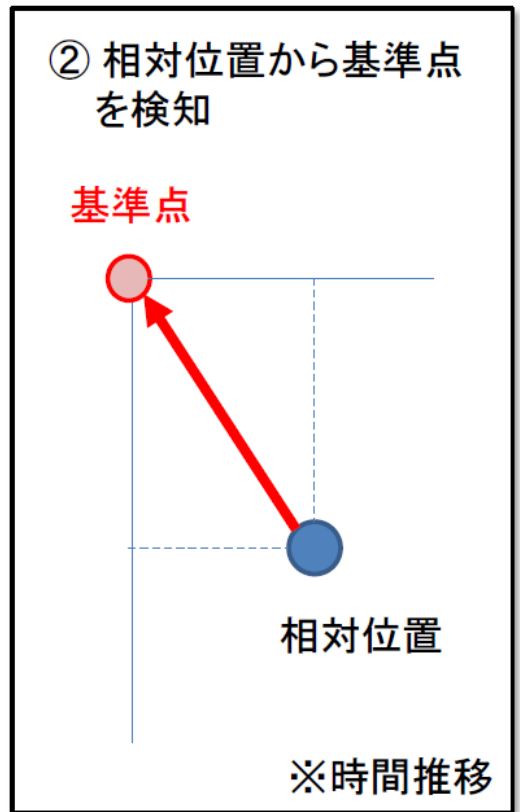 ② 相対位置から基準点
を検知
基準点
相対位置
※時間推移